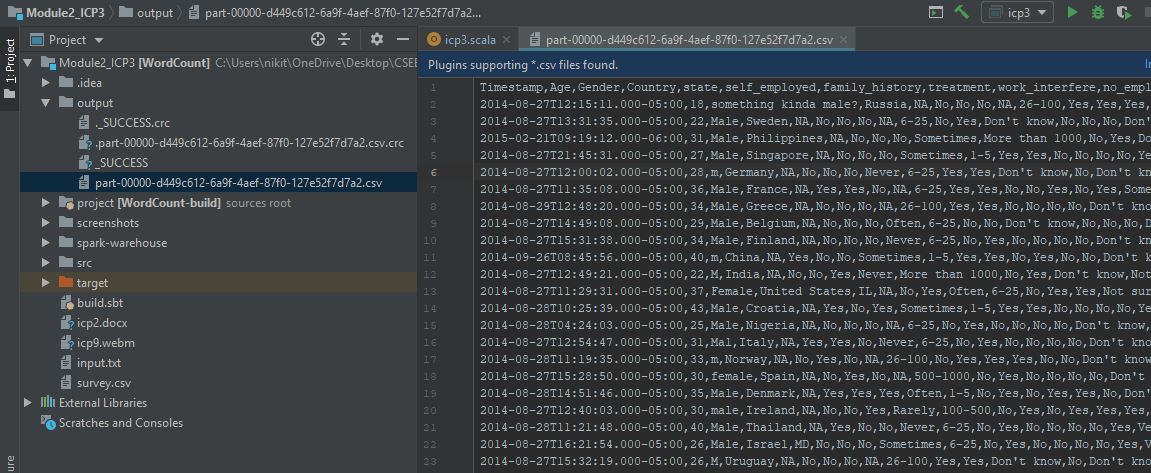 Module2_ICP3 output part-00000-d449c612-6a9f-4aef-87f0-127e52f7d7a2...
icp3
Project
icp3.scala part-00000-d449c612-6a9f-4aef-87f0-127e52f7d7a2.csv
1: Project
Module2_ICP3 [WordCount] C:\Users\nikit\OneDrive\Desktop\CSEE
.idea
output
._SUCCESS.crc
.part-00000-d449c612-6a9f-4aef-87f0-127e52f7d7a2.csv.crc
_SUCCESS
part-00000-d449c612-6a9f-4aef-87f0-127e52f7d7a2.csv
project [WordCount-build] sources root
screenshots
spark-warehouse
src
target
build.sbt
icp2.docx
icp9.webm
input.txt
survey.csv
External Libraries
Scratches and Consoles
Plugins supporting *.csv files found.
1 Timestamp,Age,Gender,Country,state,self_employed,family_history,treatment,work_interfere,no_empl
2 2014-08-27T12:15:11.000-05:00,18,something kinda male?,Russia,NA,No,No,No,NA,26-100,Yes,Yes,Yes,
3 2014-08-27T13:31:35.000-05:00,22,Male,Sweden,NA,No,No,No,NA,6-25,No,Yes,Don't know,No,No,No,Don'
4 2015-02-21T09:19:12.000-06:00,31,Male,Philippines,NA,No,No,No,Sometimes,More than 1000,No,Yes,Do
5 2014-08-27T21:45:31.000-05:00,27,Male,Singapore,NA,No,No,No,Sometimes,1-5,Yes,Yes,No,No,No,Don't
6 2014-08-27T12:00:02.000-05:00,28,m,Germany,NA,No,No,No,Never,6-25,Yes,Yes,Don't know,No,Don't kn
7 2014-08-27T11:35:08.000-05:00,36,Male,France,NA,Yes,Yes,No,NA,6-25,Yes,Yes,No,Yes,No,Yes,Some
8 2014-08-29T12:48:20.000-05:00,34,Male,Greece,NA,No,No,No,NA,26-100,Yes,Yes,No,No,No,Don't know
9 2014-08-27T14:49:08.000-05:00,29,Male,Belgium,NA,No,No,No,Often,6-25,No,Don't know,No,No,No,D
10 2014-08-27T15:31:38.000-05:00,34,Male,Finland,NA,No,No,No,Never,6-25,No,Yes,No,No,No,Don't kn
11 2014-09-26T08:45:56.000-05:00,40,m,China,NA,Yes,No,No,Sometimes,1-5,Yes,Yes,No,Yes,No,Don't k
12 2014-08-27T12:49:21.000-05:00,22,M,India,NA,No,No,Yes,Never,More than 1000,No,Yes,Don't know,Not
13 2014-08-27T11:29:31.000-05:00,37,Female,United States,IL,NA,No,Yes,Often,6-25,No,Yes,Yes,Not sur
14 2014-08-28T10:25:39.000-05:00,43,Male,Croatia,NA,Yes,No,Yes,Sometimes,1-5,Yes,Yes,No,No,No,Don't
15 2014-08-28T04:24:03.000-05:00,25,Male,Nigeria,NA,No,No,No,NA,6-25,No,Yes,No,No,No,Don't know,
16 2014-08-27T12:54:47.000-05:00,31,Mal,Italy,NA,Yes,Yes,No,Never,6-25,No,Yes,No,No,No,Don't know
17 2014-08-28T11:19:35.000-05:00,33,m,Norway,NA,No,Yes,No,NA,26-100,No,Yes,Yes,No,No,Don't know
18 2014-08-27T15:28:50.000-05:00,30,female,Spain,NA,No,Yes,No,NA,500-1000,No,Yes,No,No,No,Don't
19 2014-08-28T14:51:46.000-05:00,35,Male,Denmark,NA,Yes,Yes,Yes,Often,1-5,No,Yes,No,Yes,Yes,Don'
20 2014-08-27T12:40:03.000-05:00,30,male,Ireland,NA,No,No,Yes,Rarely,100-500,No,Yes,No,Yes,Yes,Yes,
21 2014-08-28T11:21:48.000-05:00,40,Male,Thailand,NA,Yes,No,No,Never,6-25,No,Yes,No,No,No,Yes,Ve
22 2014-08-27T16:21:54.000-05:00,26,Male,Israel,MD,No,No,No,Sometimes,6-25,No,Yes,No,No,No,Yes,V
23 2014-08-27T15:32:19.000-05:00,26,M,Uruguay,NA,No,No,No,NA,26-100,Yes,Yes,Don't know,No,Don't kn